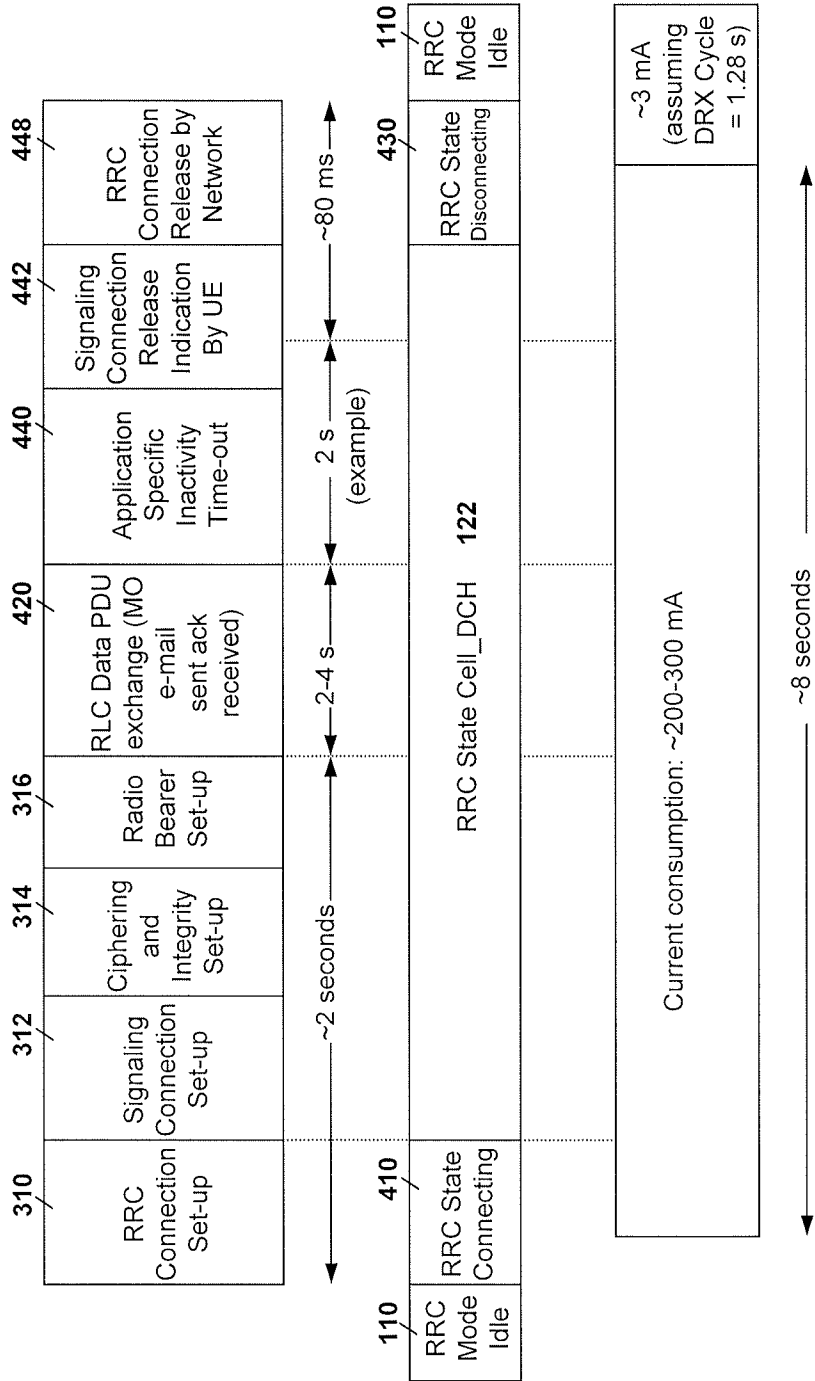 310
RRC
Connection
Set-up
312
Signaling
Connection
Set-up
314
Ciphering
and
Integrity
Set-up
316
Radio
Bearer
Set-up
420
RLC Data PDU
exchange (MO
e-mail
sent ack
received)
440
Application
Specific
Inactivity
Time-out
442
Signaling
Connection
Release
Indication
By UE
448
RRC
Connection
Release by
Network
~2 seconds
2-4 s
2 s
(example)
~80 ms
110
RRC
Mode
Idle
410
RRC State
Connecting
RRC State Cell_DCH 122
430
RRC State
Disconnecting
110
RRC
Mode
Idle
Current consumption: ~200-300 mA
~3 mA
(assuming
DRX Cycle
= 1.28 s)
~8 seconds